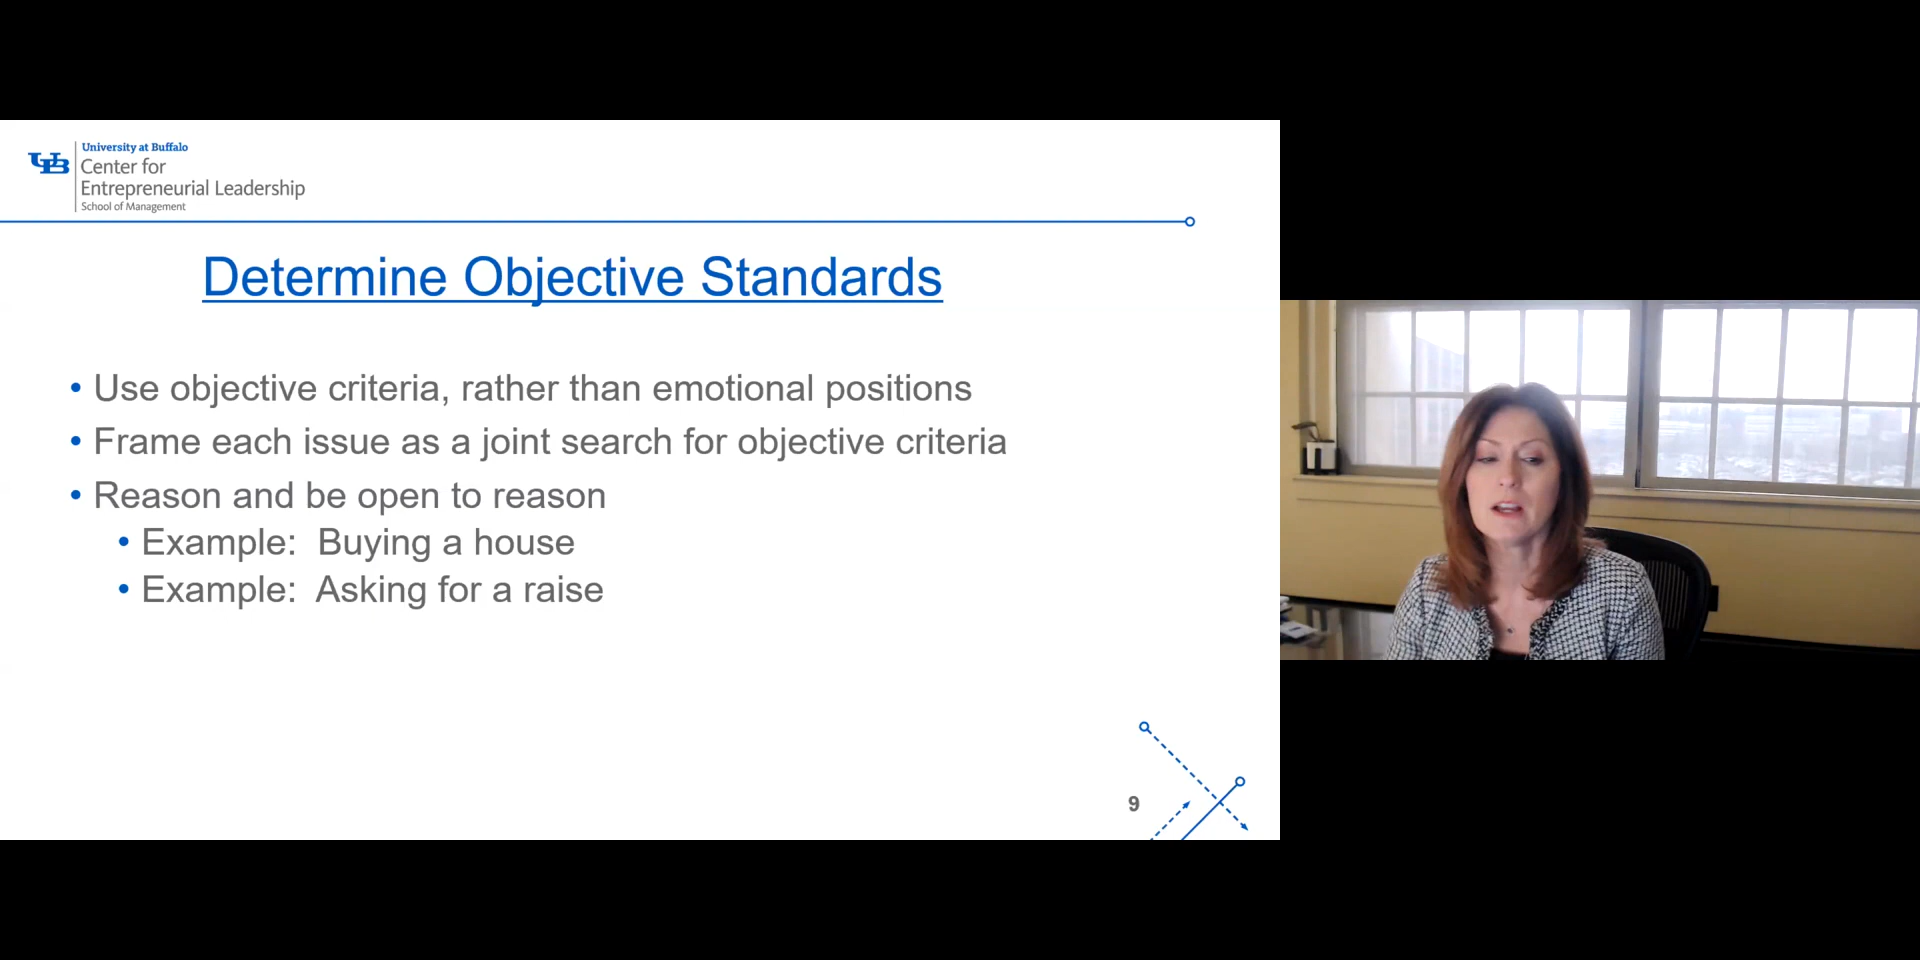 UB
University at Buffalo
Center for
Entrepreneurial Leadership
School of Management
Determine Objective Standards
• Use objective criteria, rather than emotional positions
• Frame each issue as a joint search for objective criteria
• Reason and be open to reason
• Example:  Buying a house
• Example:  Asking for a raise
9